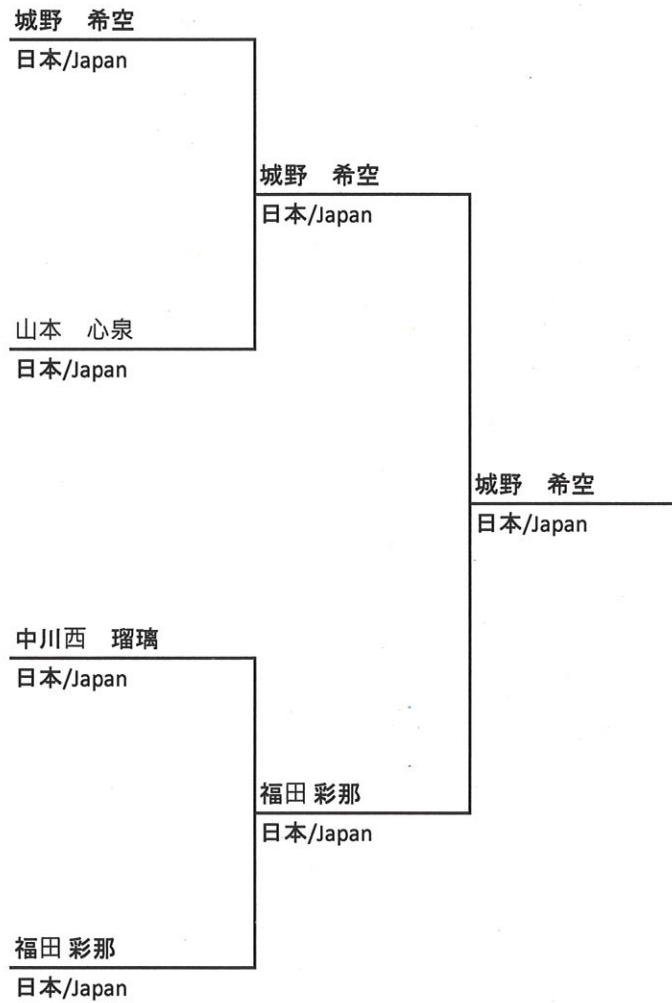 城野　希空
日本/Japan
城野　希空
日本/Japan
山本　心泉
日本/Japan
城野　希空
日本/Japan
中川西　瑠璃
日本/Japan
福田 彩那
日本/Japan
福田 彩那
日本/Japan